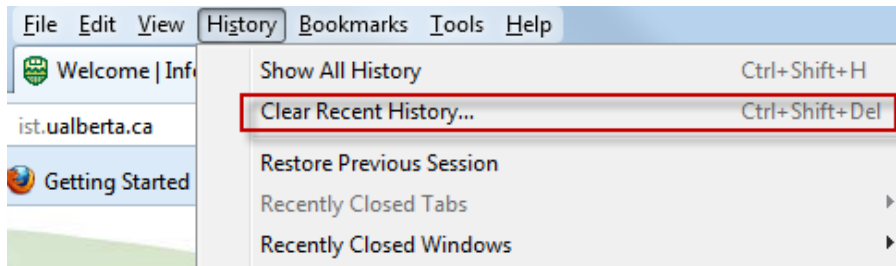 File Edit View History Bookmarks Tools Help
Welcome | Info
Show All History Ctrl+Shift+H
ist.ualberta.ca
Clear Recent History... Ctrl+Shift+Del
Getting Started
Restore Previous Session
Recently Closed Tabs
Recently Closed Windows